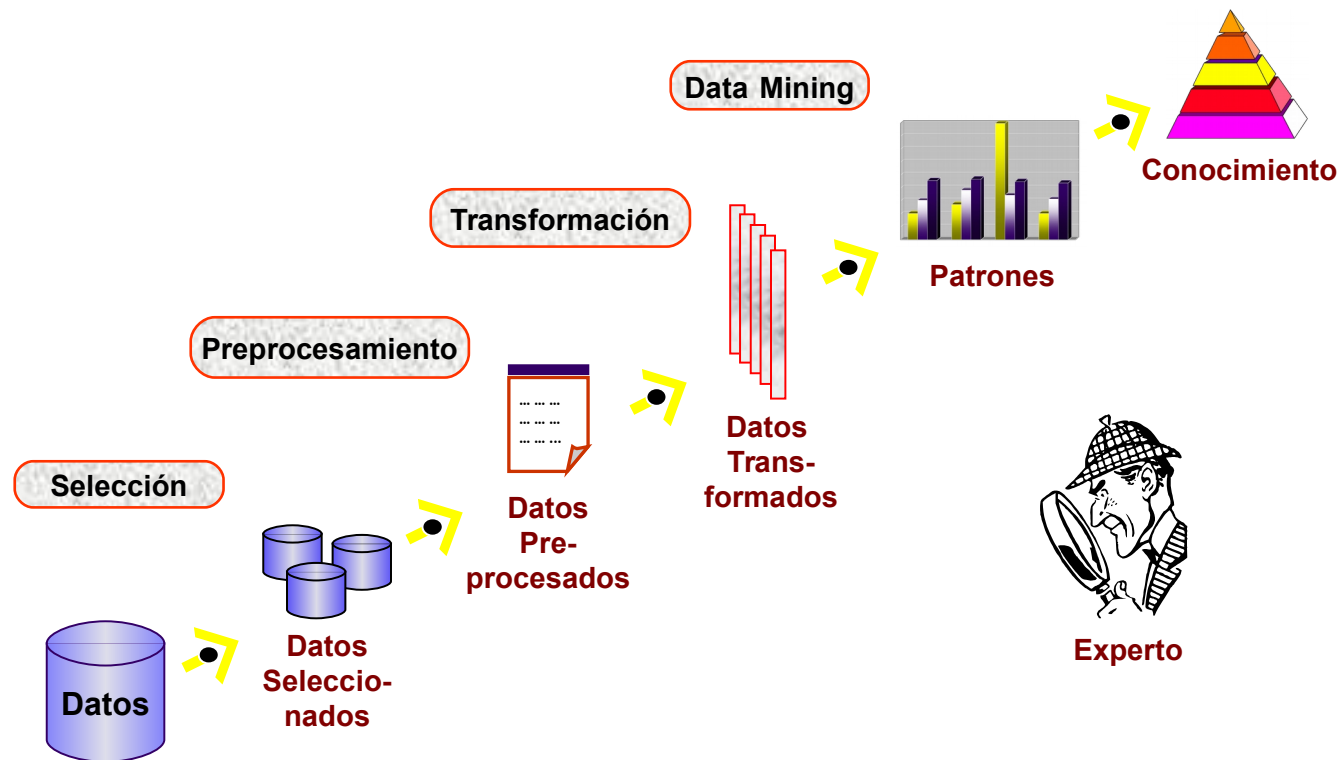 Data Mining
Conocimiento
Transformación
Patrones
Preprocesamiento
... ... ...
... ... ...
... ... ...
Datos
Trans-
formados
Selección
Datos
Pre-
procesados
Datos
Seleccio-
nados
Datos
Experto